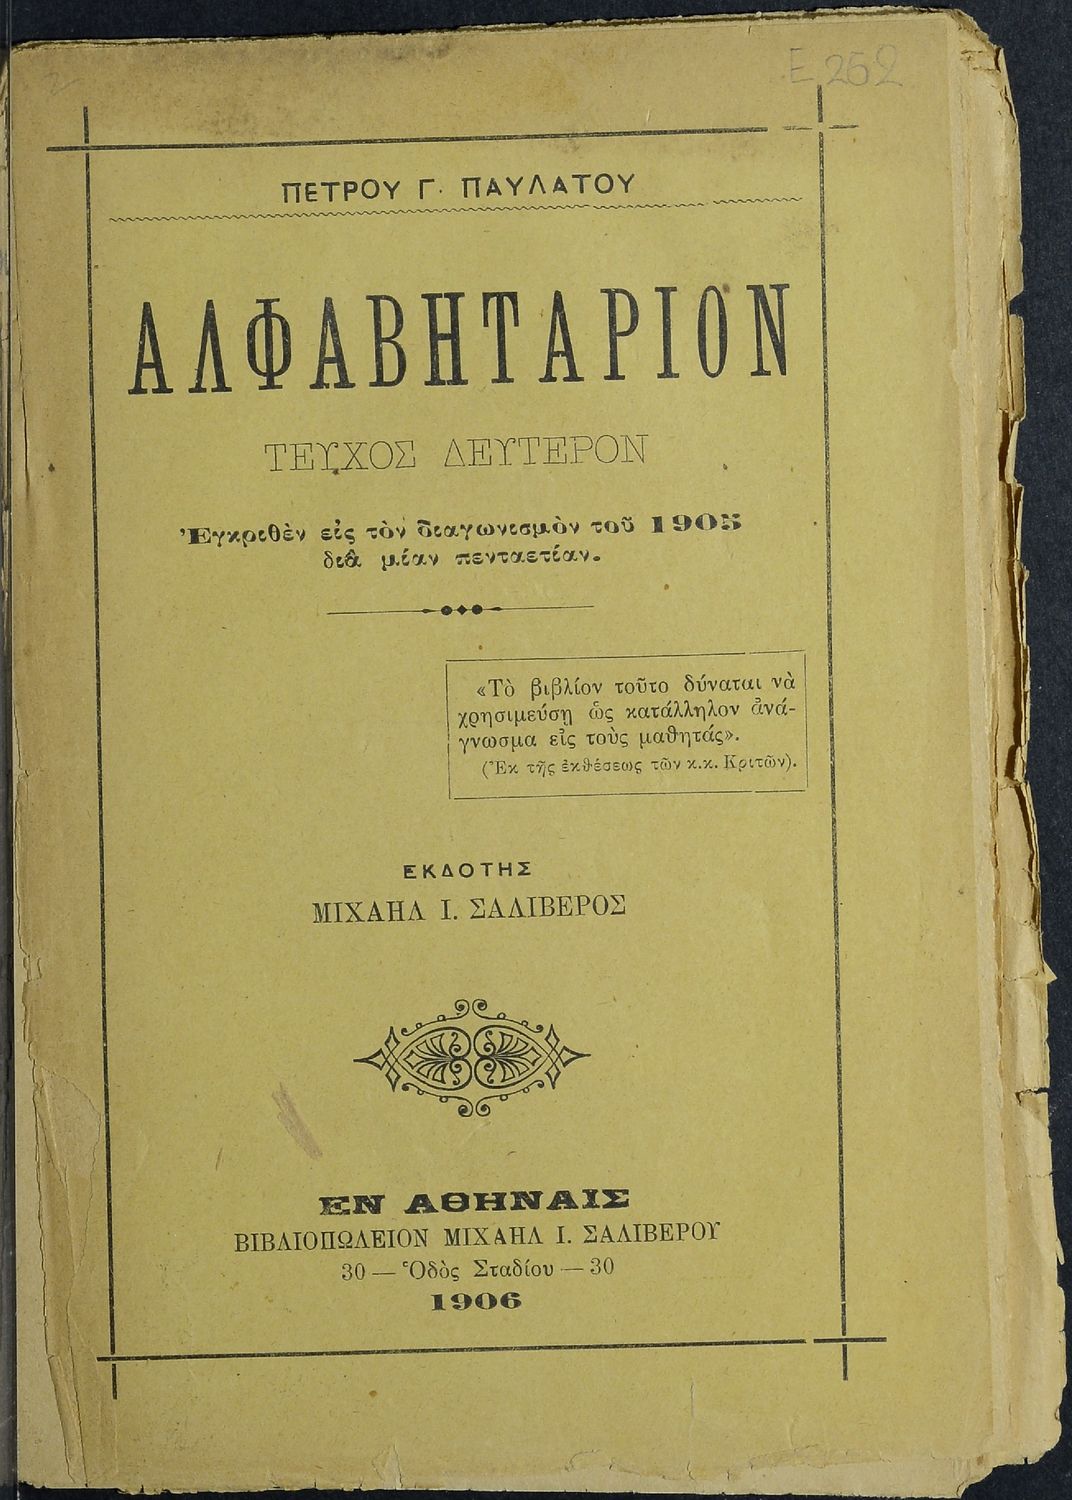 Ε 252
ΠΕΤΡΟΥ Γ. ΠΑΥΛΑΤΟΥ
ΑΛΦΑΒΗΤΑΡΙΟΝ
ΤΕΥΧΟΣ ΔΕΥΤΕΡΟΝ
Ἐγκριθὲν εἰς τὸν διαγωνισμὸν τοῦ 1905
διὰ μίαν πενταετίαν.
«Τὸ βιβλίον τοῦτο δύναται νὰ
χρησιμεύσῃ ὡς κατάλληλον ἀνά-
γνωσμα εἰς τοὺς μαθητάς».
(Ἐκ τῆς ἐκθέσεως τῶν κ.κ. Κριτῶν).
ΕΚΔΟΤΗΣ
ΜΙΧΑΗΛ Ι. ΣΑΛΙΒΕΡΟΣ
ΕΝ ΑΘΗΝΑΙΣ
ΒΙΒΛΙΟΠΩΛΕΙΟΝ ΜΙΧΑΗΛ Ι. ΣΑΛΙΒΕΡΟΥ
30 — Ὁδὸς Σταδίου — 30
1906